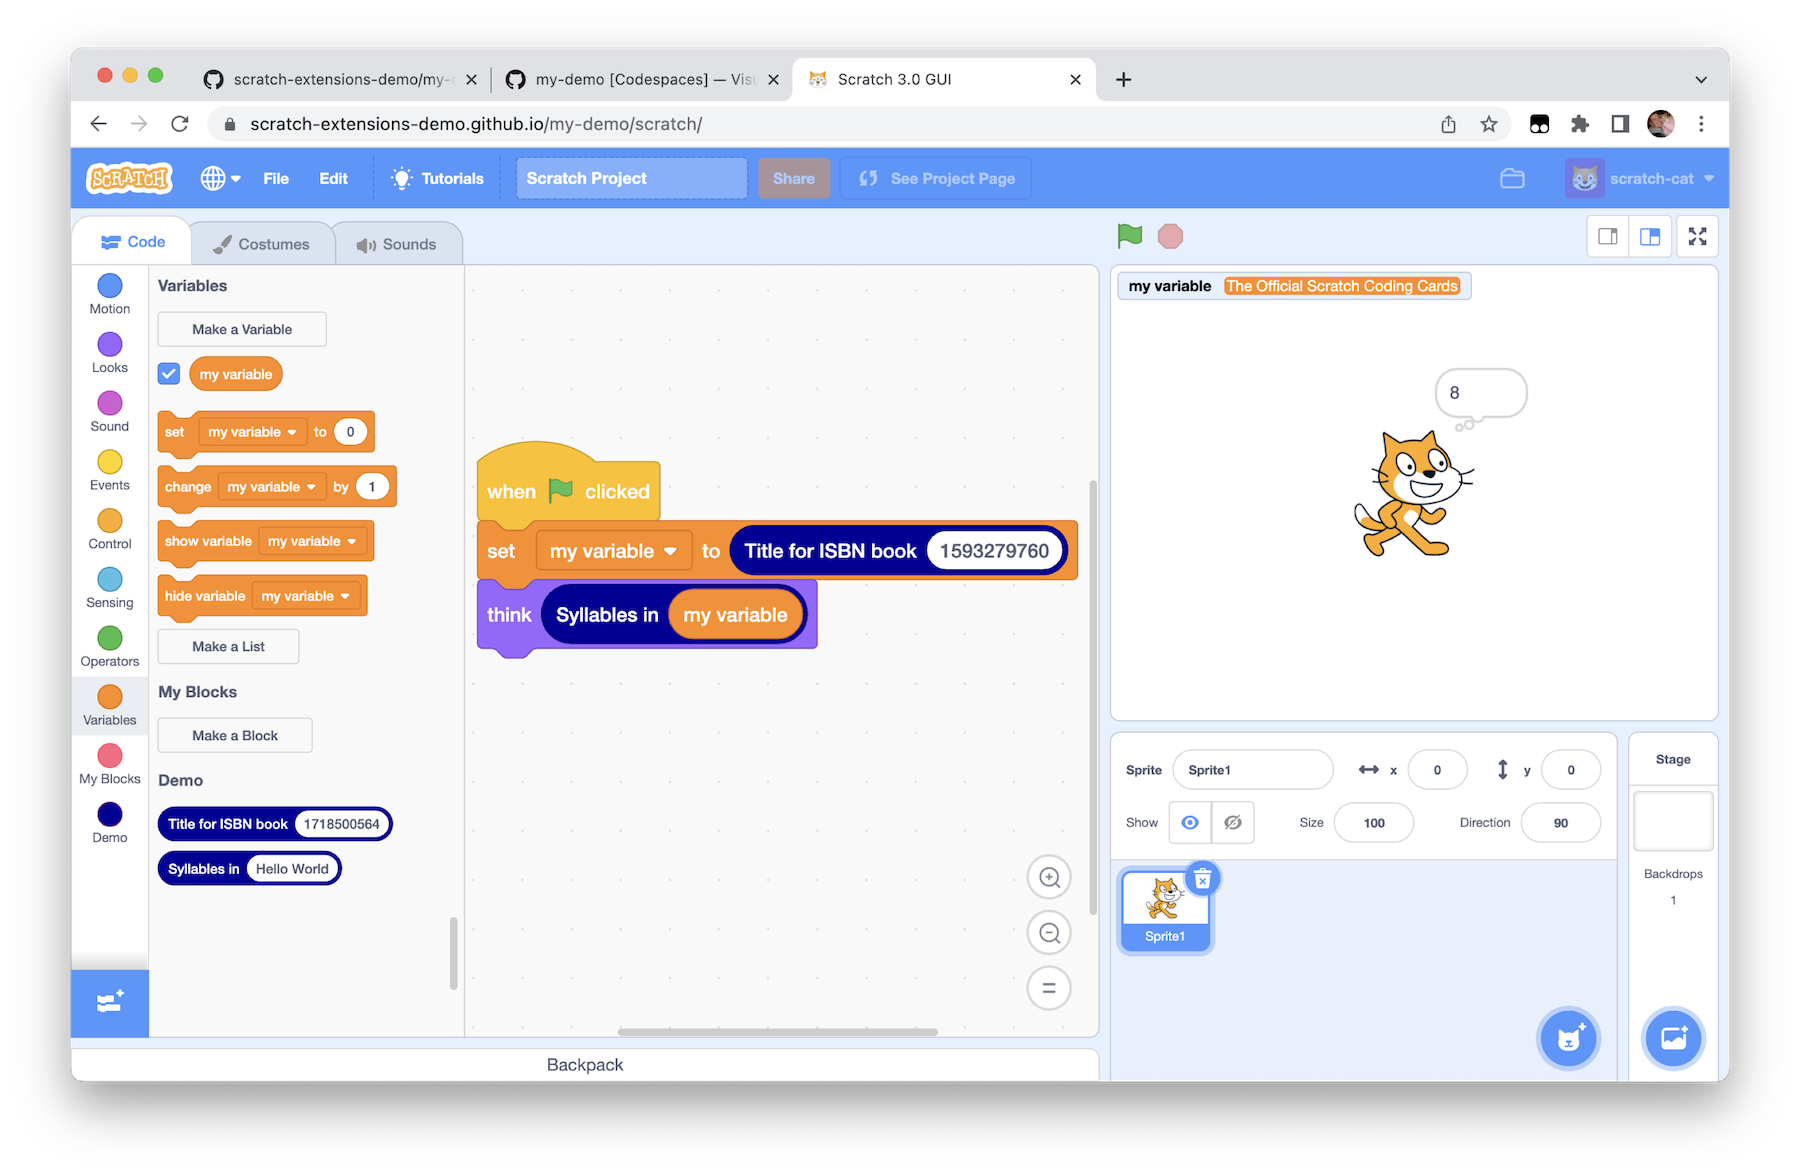 scratch-extensions-demo/my-
my-demo [Codespaces] — Vis
Scratch 3.0 GUI
scratch-extensions-demo.github.io/my-demo/scratch/
SCRATCH
File
Edit
Tutorials
Scratch Project
Share
See Project Page
scratch-cat
Code
Costumes
Sounds
Motion
Looks
Sound
Events
Control
Sensing
Operators
Variables
My Blocks
Demo
Variables
Make a Variable
my variable
set my variable to 0
change my variable by 1
show variable my variable
hide variable my variable
Make a List
My Blocks
Make a Block
Demo
Title for ISBN book 1718500564
Syllables in Hello World
when clicked
set my variable to Title for ISBN book 1593279760
think Syllables in my variable
Backpack
my variable The Official Scratch Coding Cards
8
Sprite Sprite1 x 0 y 0
Show Size 100 Direction 90
Sprite1
Stage
Backdrops
1